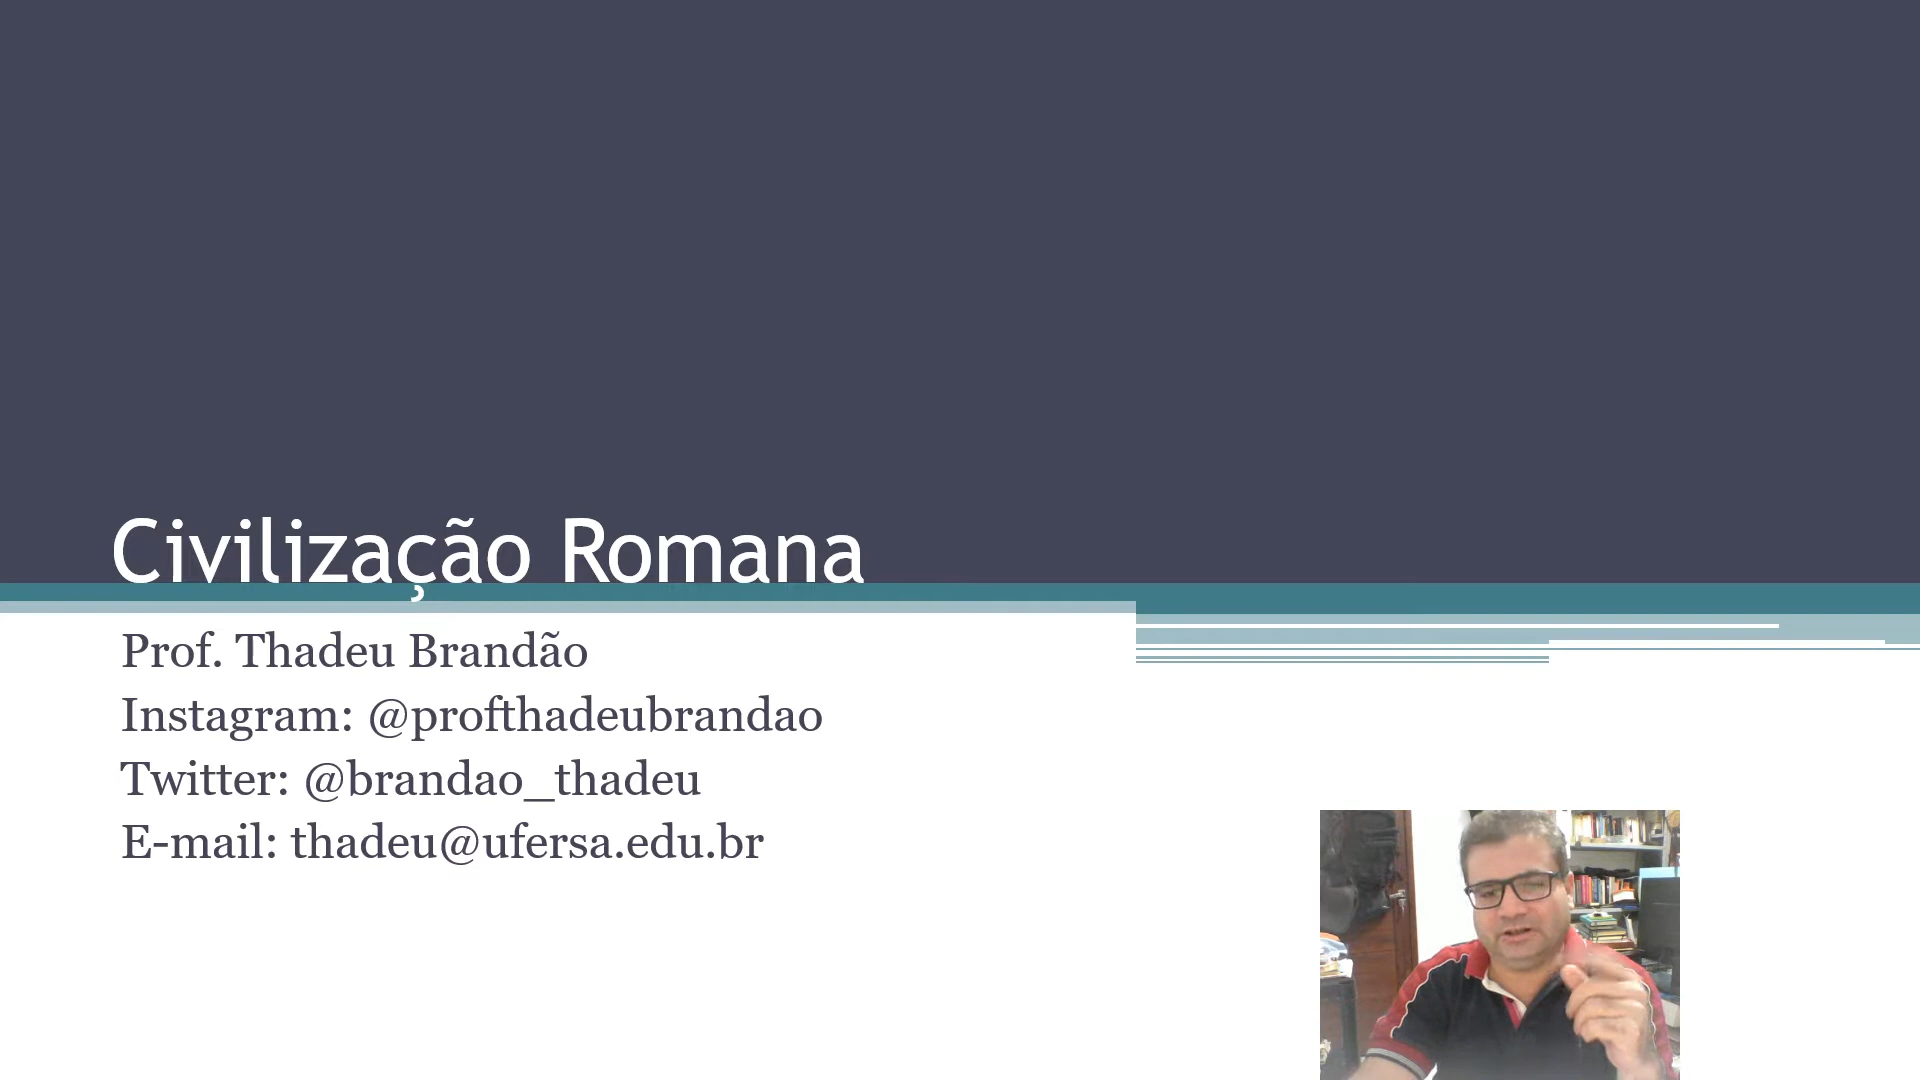 Civilização Romana
Prof. Thadeu Brandão
Instagram: @profthadeubrandao
Twitter: @brandao_thadeu
E-mail: thadeu@ufersa.edu.br